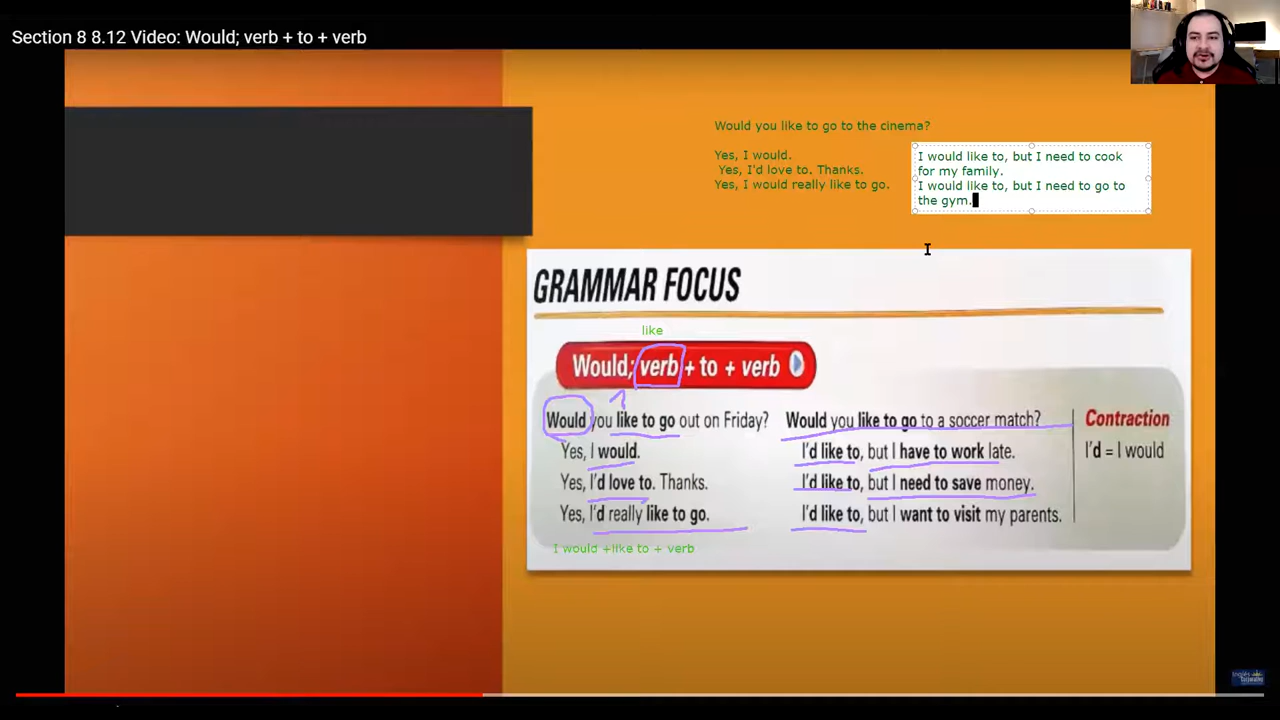 Section 8 8.12 Video: Would; verb + to + verb
Would you like to go to the cinema?
Yes, I would.
Yes, I'd love to. Thanks.
Yes, I would really like to go.
I would like to, but I need to cook
for my family.
I would like to, but I need to go to
the gym.
GRAMMAR FOCUS
like
Would; verb + to + verb
Would you like to go out on Friday?
Yes, I would.
Yes, I'd love to. Thanks.
Yes, I'd really like to go.
I would +like to + verb
Would you like to go to a soccer match?
I'd like to, but I have to work late.
I'd like to, but I need to save money.
I'd like to, but I want to visit my parents.
Contraction
I'd = I would